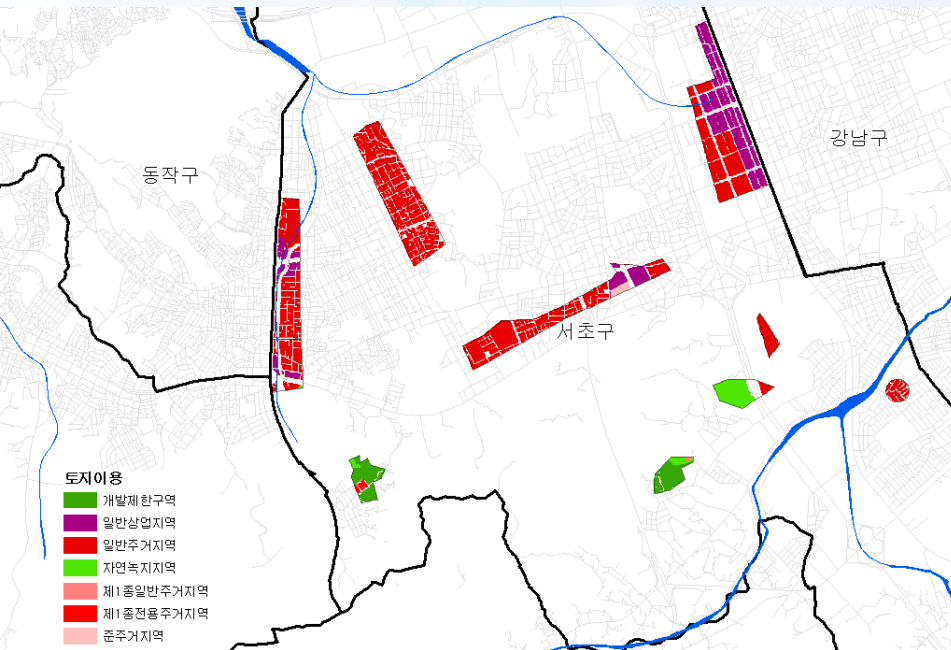 강남구
동작구
서초구
토지이용
개발제한구역
일반상업지역
일반주거지역
자연녹지지역
제1종일반주거지역
제1종전용주거지역
준주거지역